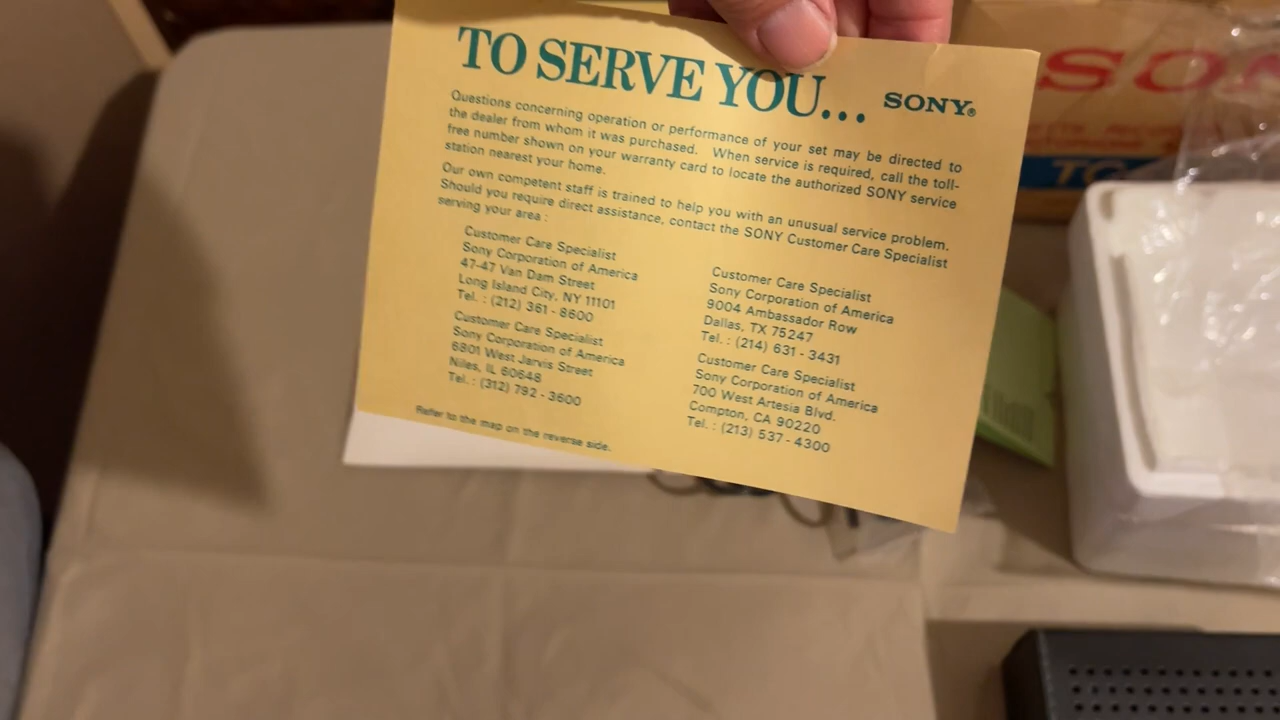 TO SERVE YOU... SONY®
Questions concerning operation or performance of your set may be directed to
the dealer from whom it was purchased. When service is required, call the toll-
free number shown on your warranty card to locate the authorized SONY service
station nearest your home.
Our own competent staff is trained to help you with an unusual service problem.
Should you require direct assistance, contact the SONY Customer Care Specialist
serving your area :
Customer Care Specialist
Sony Corporation of America
47-47 Van Dam Street
Long Island City, NY 11101
Tel. : (212) 361 - 8600
Customer Care Specialist
Sony Corporation of America
6801 West Jarvis Street
Niles, IL 60648
Tel. : (312) 792 - 3600
Customer Care Specialist
Sony Corporation of America
9004 Ambassador Row
Dallas, TX 75247
Tel. : (214) 631 - 3431
Customer Care Specialist
Sony Corporation of America
700 West Artesia Blvd.
Compton, CA 90220
Tel. : (213) 537 - 4300
Refer to the map on the reverse side.
SON
TC